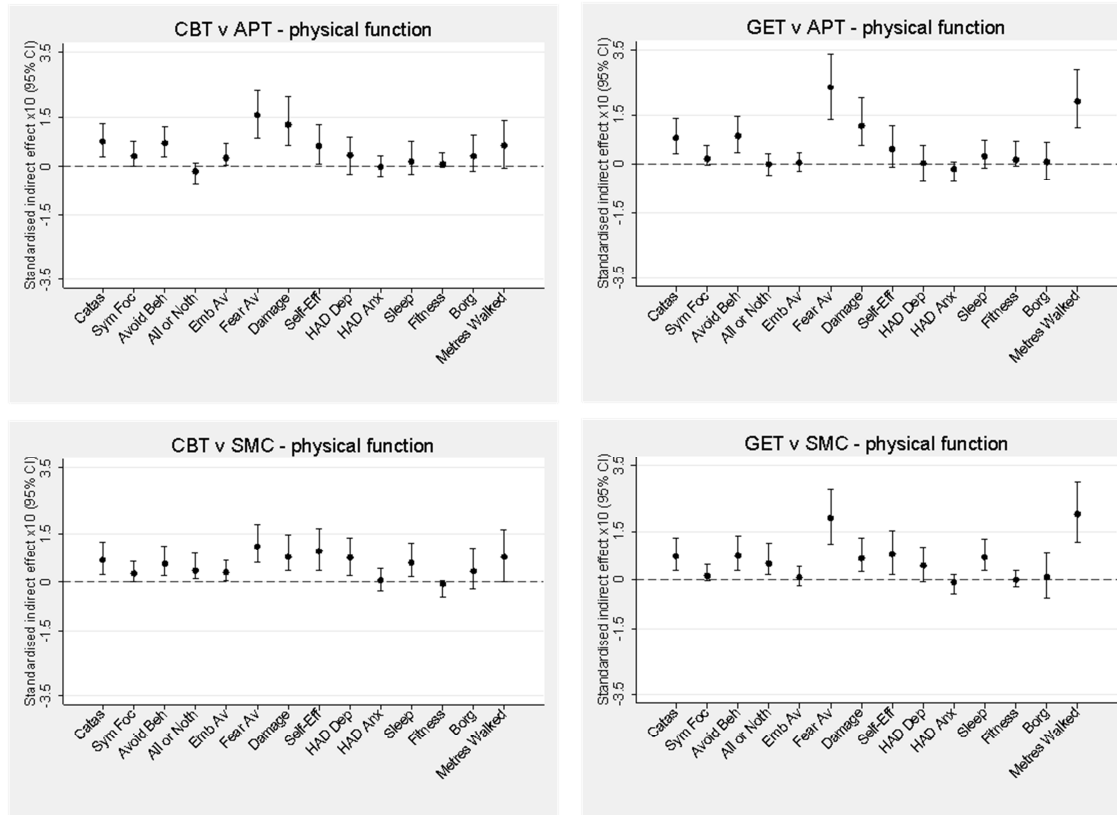 CBT v APT - physical function
Standardised indirect effect x10 (95% CI)
3.5
1.5
0
-1.5
-3.5
Catas
Sym Foc
Avoid Beh
All or Noth
Emb Av
Fear Av
Damage
Self-Eff
HAD Dep
HAD Anx
Sleep
Fitness
Borg
Metres Walked
GET v APT - physical function
Standardised indirect effect x10 (95% CI)
3.5
1.5
0
-1.5
-3.5
Catas
Sym Foc
Avoid Beh
All or Noth
Emb Av
Fear Av
Damage
Self-Eff
HAD Dep
HAD Anx
Sleep
Fitness
Borg
Metres Walked
CBT v SMC - physical function
Standardised indirect effect x10 (95% CI)
3.5
1.5
0
-1.5
-3.5
Catas
Sym Foc
Avoid Beh
All or Noth
Emb Av
Fear Av
Damage
Self-Eff
HAD Dep
HAD Anx
Sleep
Fitness
Borg
Metres Walked
GET v SMC - physical function
Standardised indirect effect x10 (95% CI)
3.5
1.5
0
-1.5
-3.5
Catas
Sym Foc
Avoid Beh
All or Noth
Emb Av
Fear Av
Damage
Self-Eff
HAD Dep
HAD Anx
Sleep
Fitness
Borg
Metres Walked